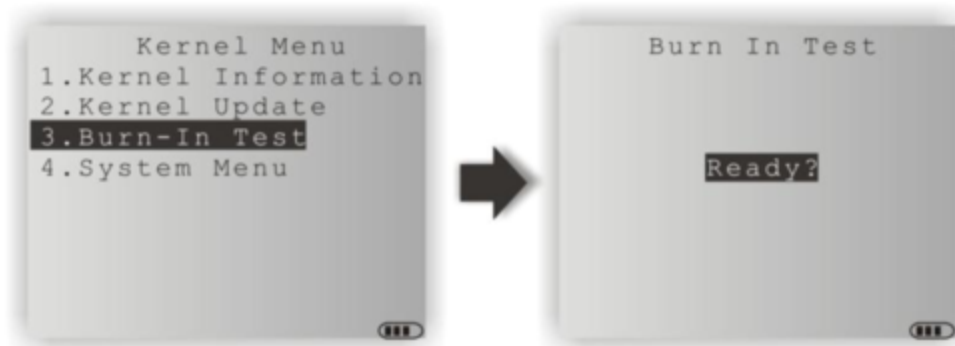 Kernel Menu
1.Kernel Information
2.Kernel Update
3.Burn-In Test
4.System Menu
Burn In Test
Ready?